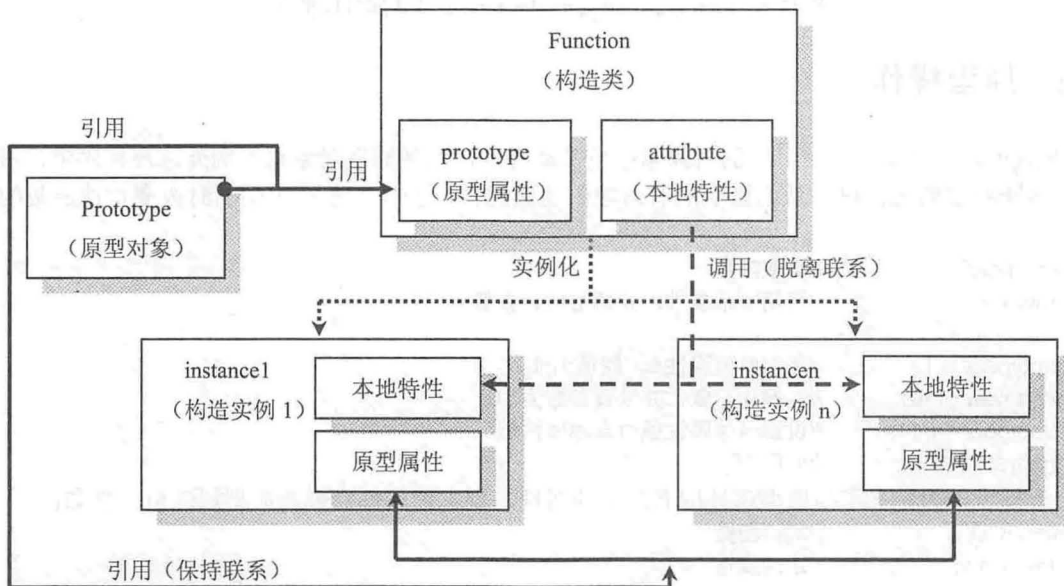 Function
（构造类）
引用
prototype
（原型属性）
attribute
（本地特性）
引用
Prototype
（原型对象）
实例化
调用（脱离联系）
instance1
（构造实例 1）
本地特性
原型属性
instancen
（构造实例 n）
本地特性
原型属性
引用（保持联系）